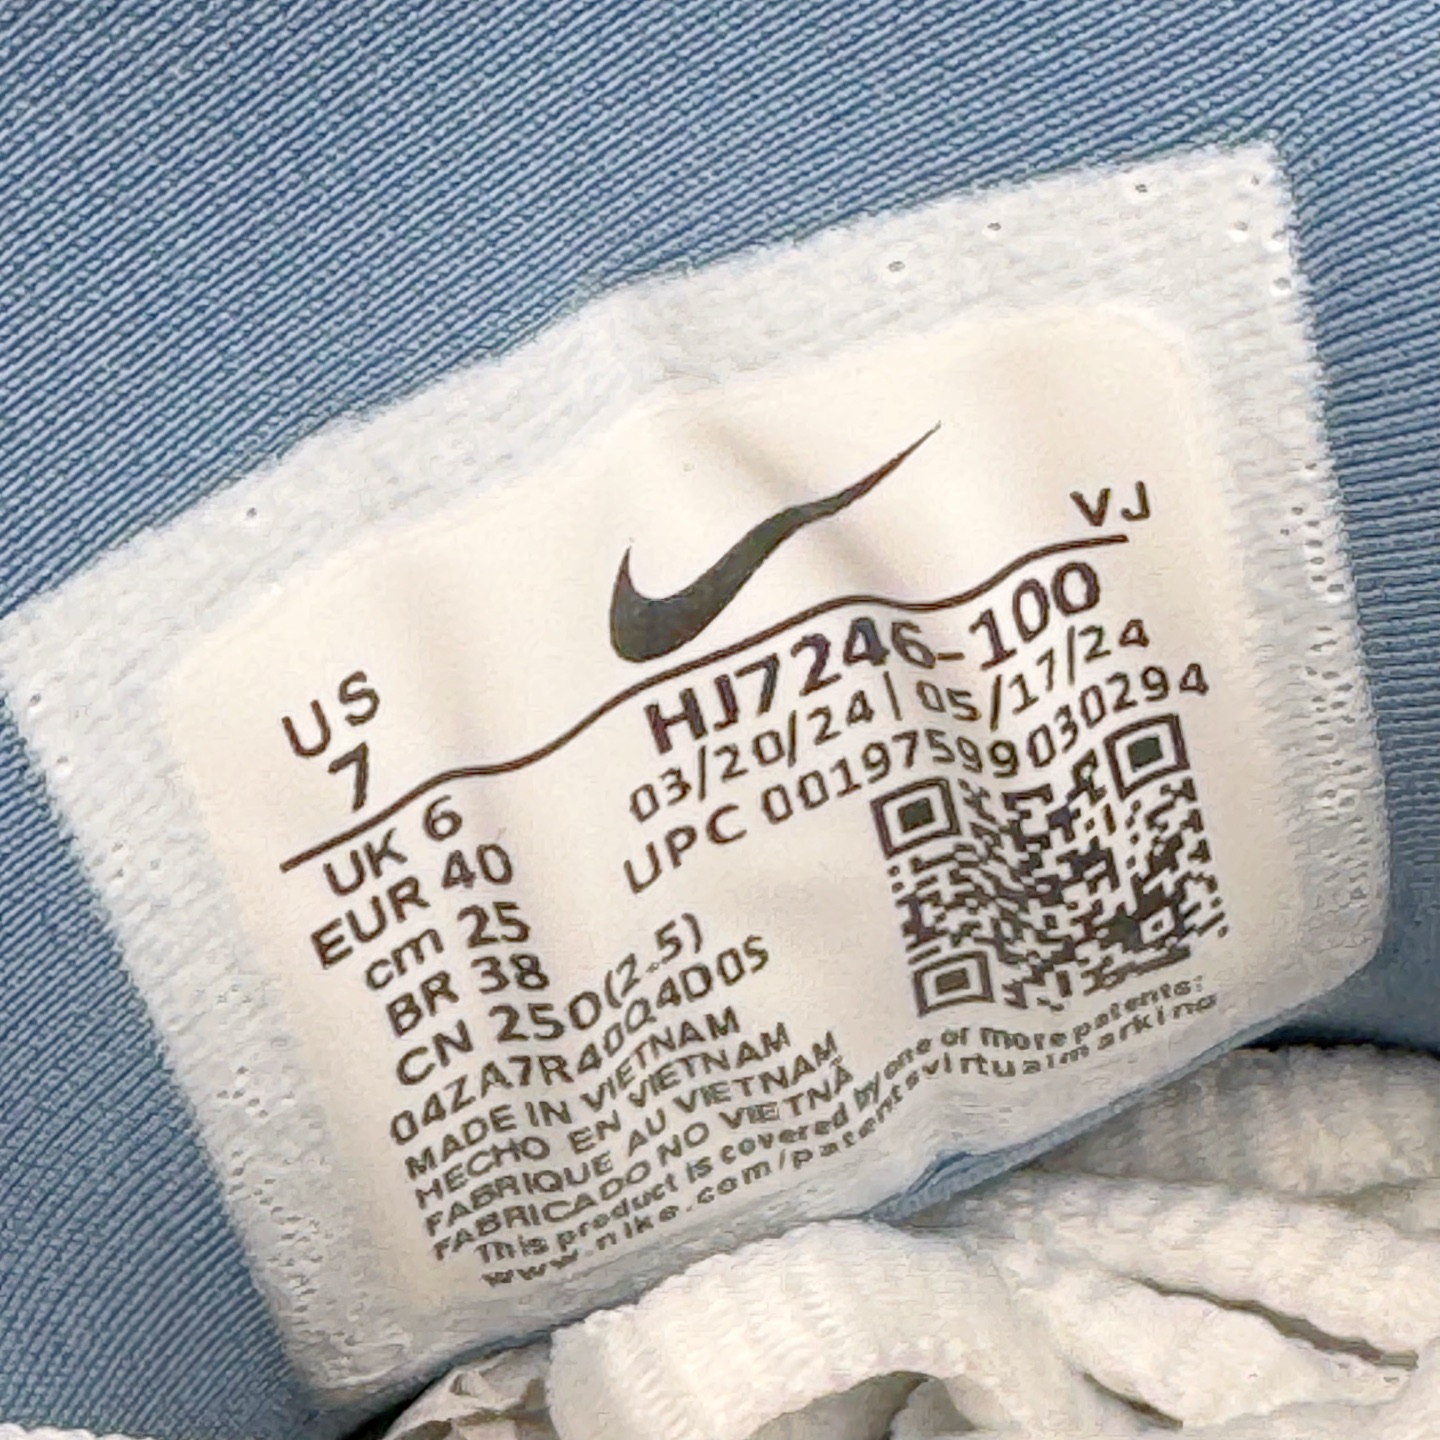 VJ
US
7
UK 6
EUR 40
cm 25
BR 38
CN 250(2.5)
04ZA7R40Q4D0S
MADE IN VIETNAM
HECHO EN VIETNAM
FABRIQUE AU VIETNAM
FABRICADO NO VIETNÃ
This product is covered by one or more patents:
www.nike.com/patentsvirtualmarking
HJ7246-100
03/20/24 | 05/17/24
UPC 00197599030294